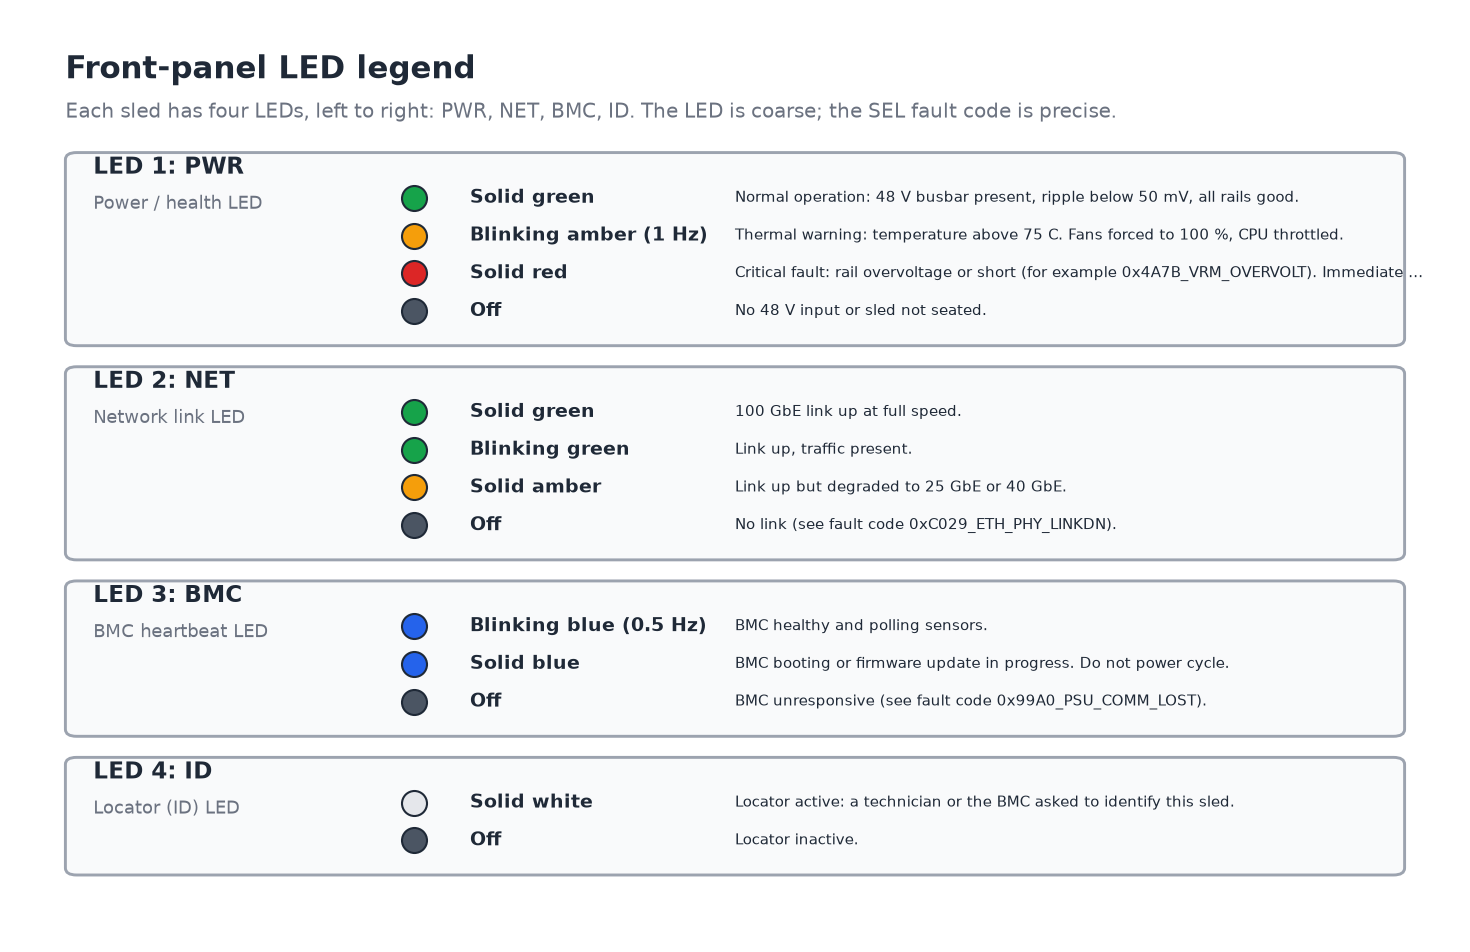 Front-panel LED legend
Each sled has four LEDs, left to right: PWR, NET, BMC, ID. The LED is coarse; the SEL fault code is precise.
LED 1: PWR
Power / health LED
Solid green Normal operation: 48 V busbar present, ripple below 50 mV, all rails good.
Blinking amber (1 Hz) Thermal warning: temperature above 75 C. Fans forced to 100 %, CPU throttled.
Solid red Critical fault: rail overvoltage or short (for example 0x4A7B_VRM_OVERVOLT). Immediate ...
Off No 48 V input or sled not seated.
LED 2: NET
Network link LED
Solid green 100 GbE link up at full speed.
Blinking green Link up, traffic present.
Solid amber Link up but degraded to 25 GbE or 40 GbE.
Off No link (see fault code 0xC029_ETH_PHY_LINKDN).
LED 3: BMC
BMC heartbeat LED
Blinking blue (0.5 Hz) BMC healthy and polling sensors.
Solid blue BMC booting or firmware update in progress. Do not power cycle.
Off BMC unresponsive (see fault code 0x99A0_PSU_COMM_LOST).
LED 4: ID
Locator (ID) LED
Solid white Locator active: a technician or the BMC asked to identify this sled.
Off Locator inactive.